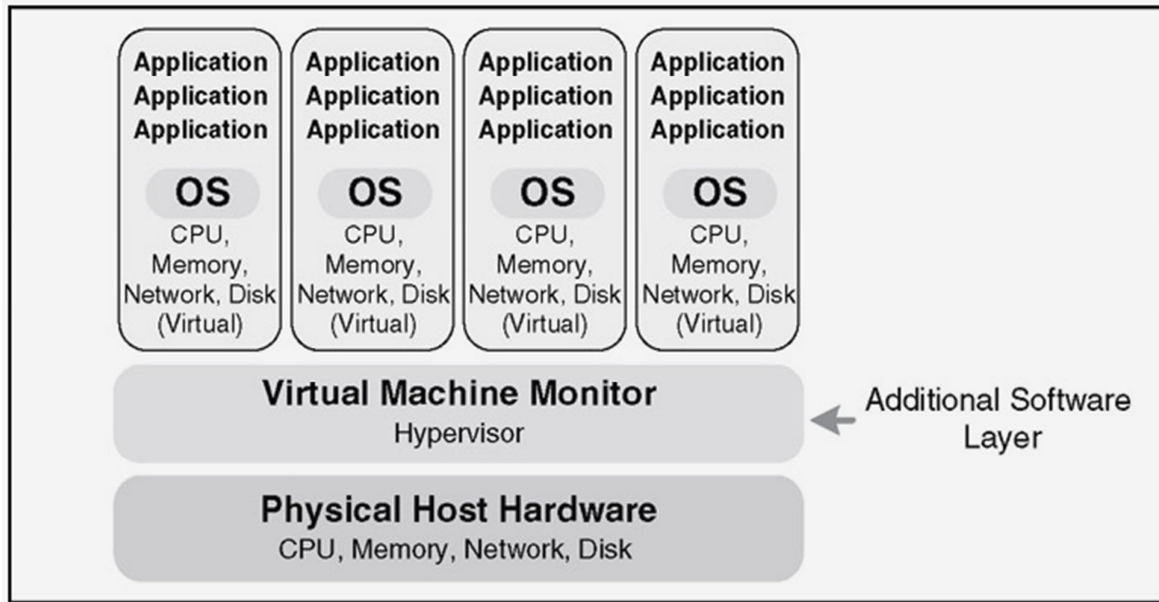 Application
Application
Application
OS
CPU,
Memory,
Network, Disk
(Virtual)
Application
Application
Application
OS
CPU,
Memory,
Network, Disk
(Virtual)
Application
Application
Application
OS
CPU,
Memory,
Network, Disk
(Virtual)
Application
Application
Application
OS
CPU,
Memory,
Network, Disk
(Virtual)
Virtual Machine Monitor
Hypervisor
Additional Software
Layer
Physical Host Hardware
CPU, Memory, Network, Disk